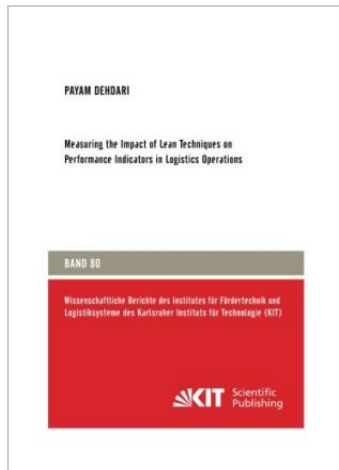 PAYAM DEHDARI
Measuring the Impact of Lean Techniques on
Performance Indicators in Logistics Operations
BAND 80
Wissenschaftliche Berichte des Institutes für Fördertechnik und
Logistiksysteme des Karlsruher Instituts für Technologie (KIT)
KIT Scientific
Publishing